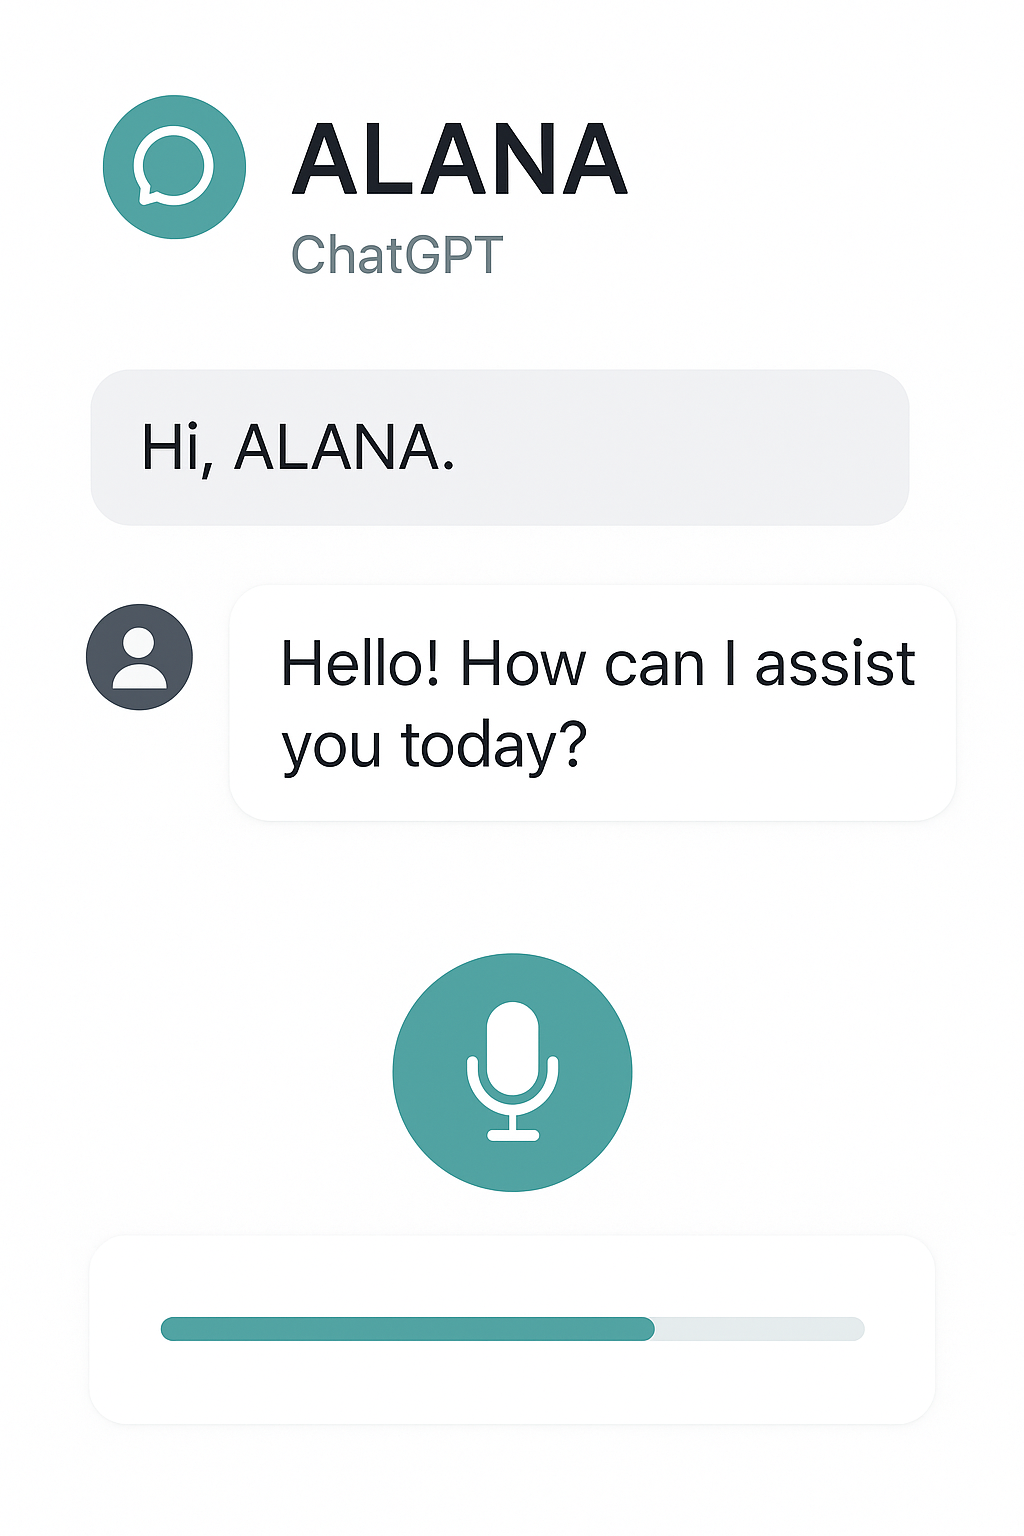 ALANA
ChatGPT
Hi, ALANA.
Hello! How can I assist
you today?